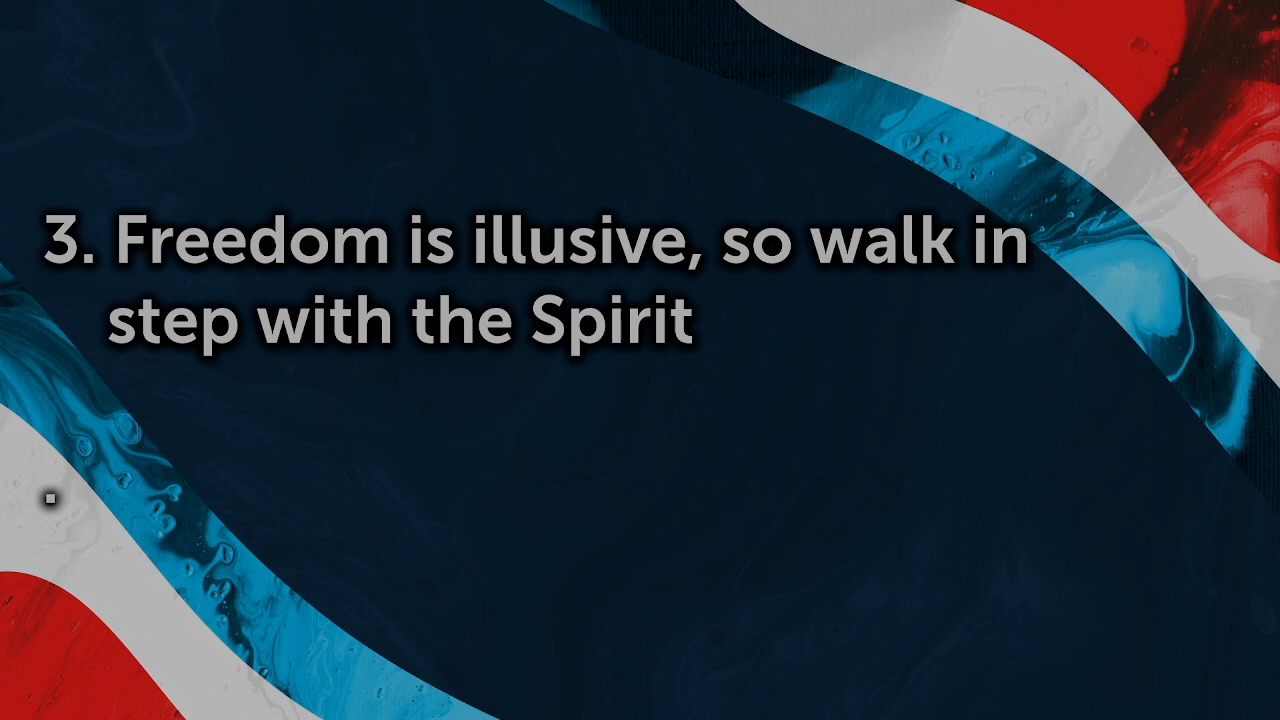 3. Freedom is illusive, so walk in
step with the Spirit
.